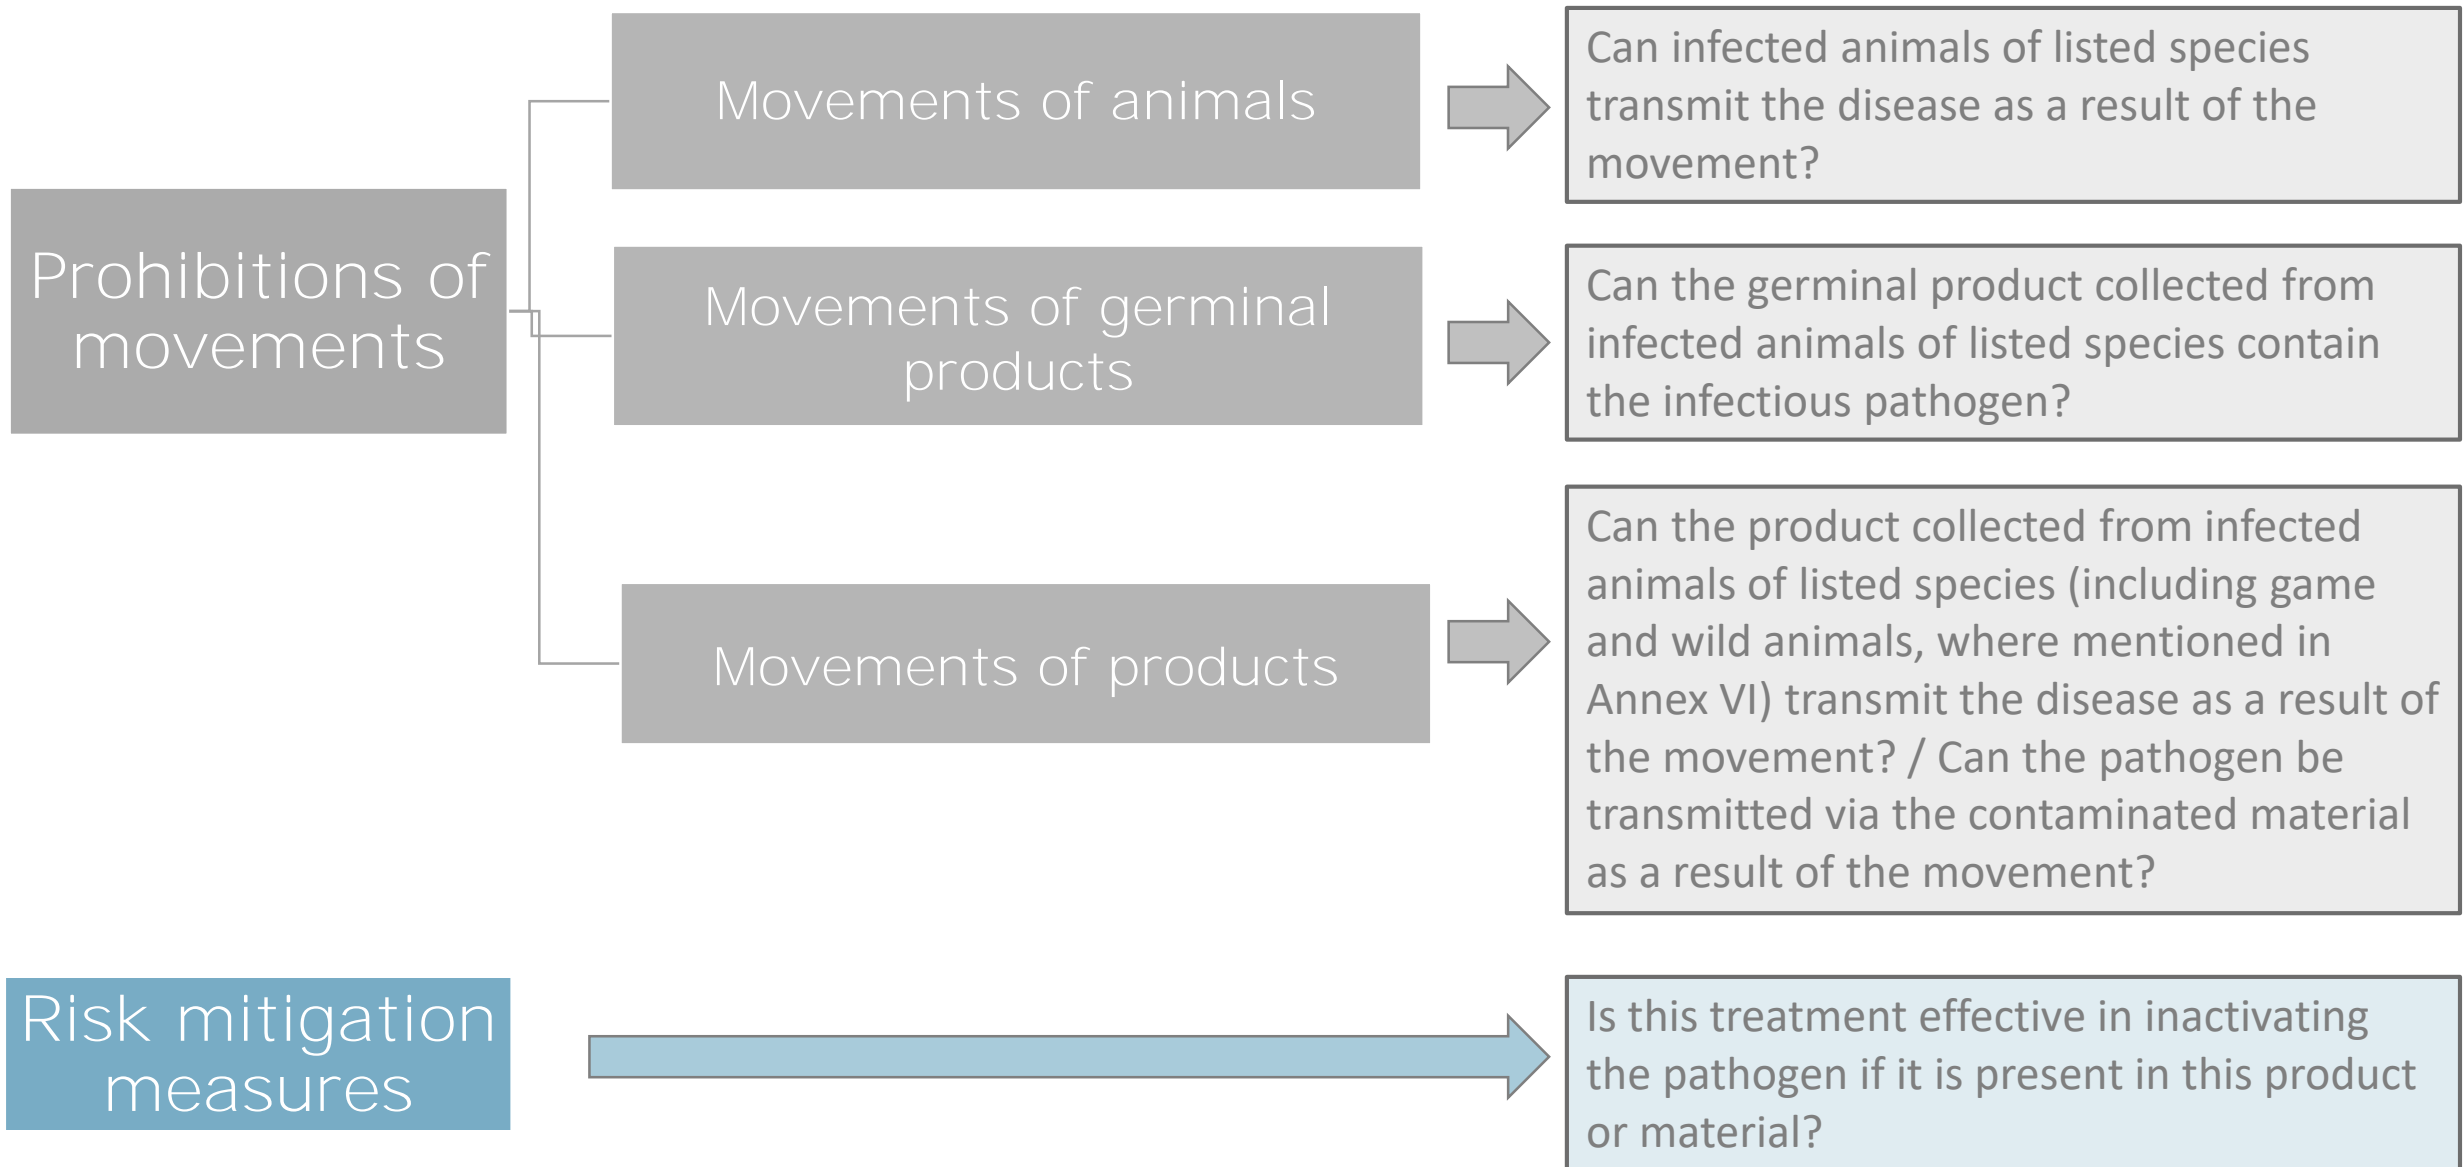 Prohibitions of
movements
Movements of animals
Can infected animals of listed species
transmit the disease as a result of the
movement?
Movements of germinal
products
Can the germinal product collected from
infected animals of listed species contain
the infectious pathogen?
Movements of products
Can the product collected from infected
animals of listed species (including game
and wild animals, where mentioned in
Annex VI) transmit the disease as a result of
the movement? / Can the pathogen be
transmitted via the contaminated material
as a result of the movement?
Risk mitigation
measures
Is this treatment effective in inactivating
the pathogen if it is present in this product
or material?